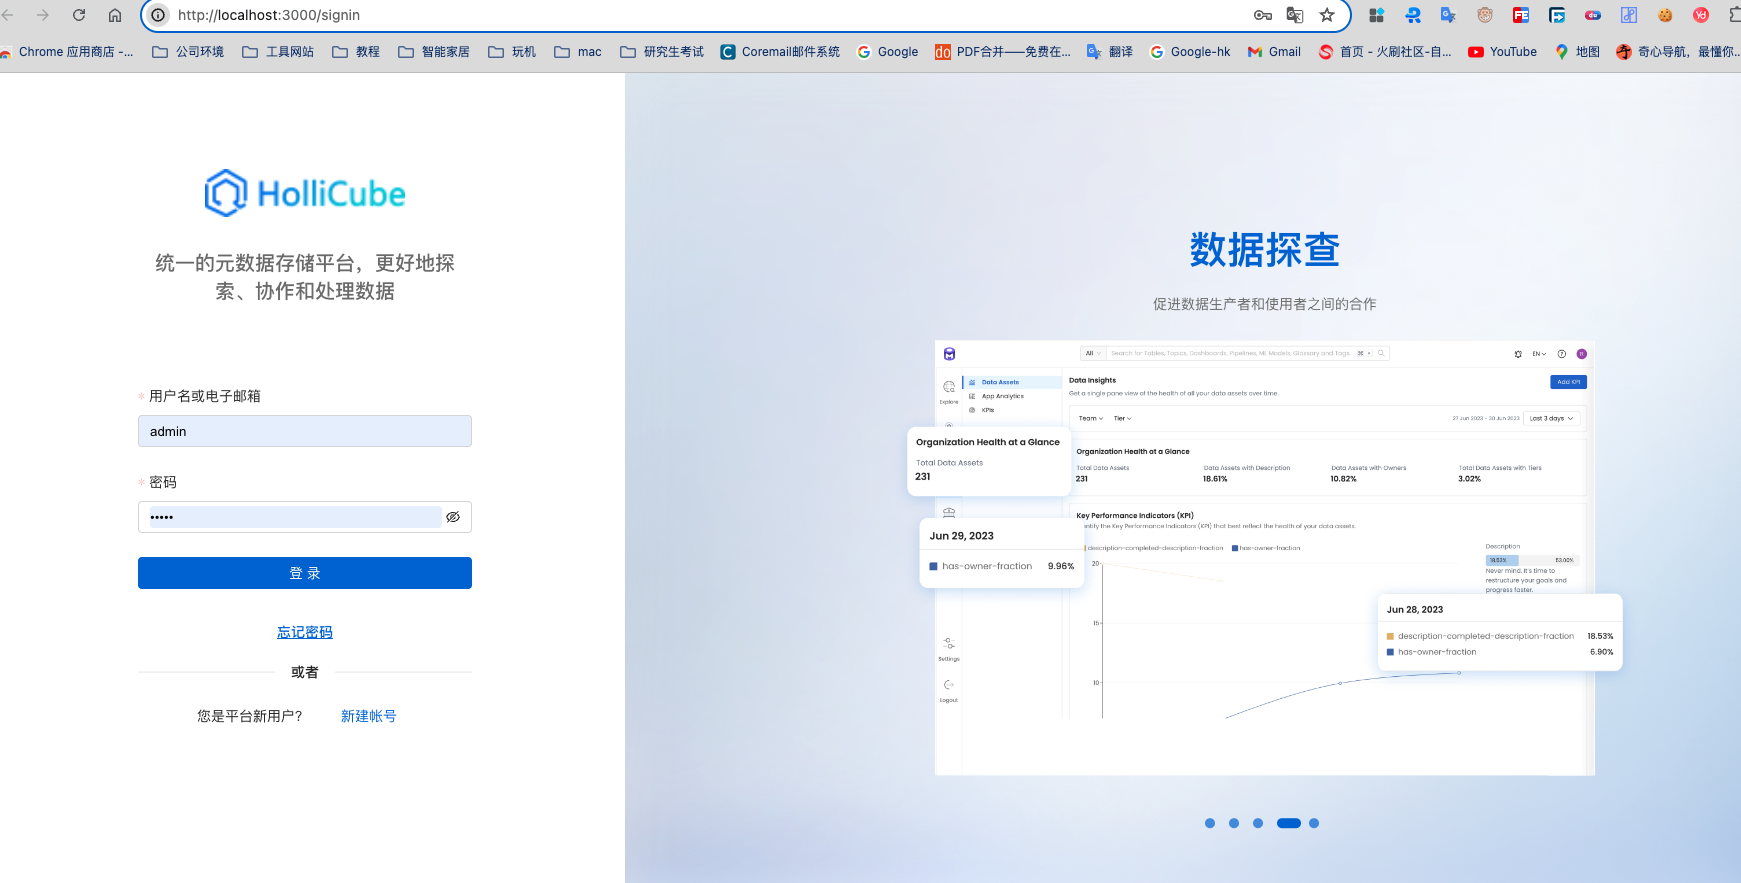 http://localhost:3000/signin
Chrome 应用商店 -...
公司环境
工具网站
教程
智能家居
玩机
mac
研究生考试
Coremail邮件系统
Google
PDF合并——免费在...
翻译
Google-hk
Gmail
首页 - 火刷社区-自...
YouTube
地图
奇心导航，最懂你...
HolliCube
统一的元数据存储平台，更好地探
索、协作和处理数据
* 用户名或电子邮箱
admin
* 密码
•••••
登 录
忘记密码
或者
您是平台新用户?
新建帐号
数据探查
促进数据生产者和使用者之间的合作
All
Search for Tables, Topics, Dashboards, Pipelines, ML Models, Glossary and Tags.
EN
Explore
Data Assets
App Analytics
KPIs
Settings
Logout
Data Insights
Get a single pane view of the health of all your data assets over time.
Add KPI
Team
Tier
27 Jun 2023 - 30 Jun 2023
Last 3 days
Organization Health at a Glance
Total Data Assets
231
Organization Health at a Glance
Total Data Assets
Data Assets with Description
Data Assets with Owners
Total Data Assets with Tiers
231
18.61%
10.82%
3.02%
Key Performance Indicators (KPI)
entify the Key Performance Indicators (KPI) that best reflect the health of your data assets.
description-completed-description-fraction
has-owner-fraction
Jun 29, 2023
has-owner-fraction
9.96%
20
15
10
Description
18.53%
53.00%
Never mind. It's time to
restructure your goals and
progress faster.
Jun 28, 2023
description-completed-description-fraction
18.53%
has-owner-fraction
6.90%